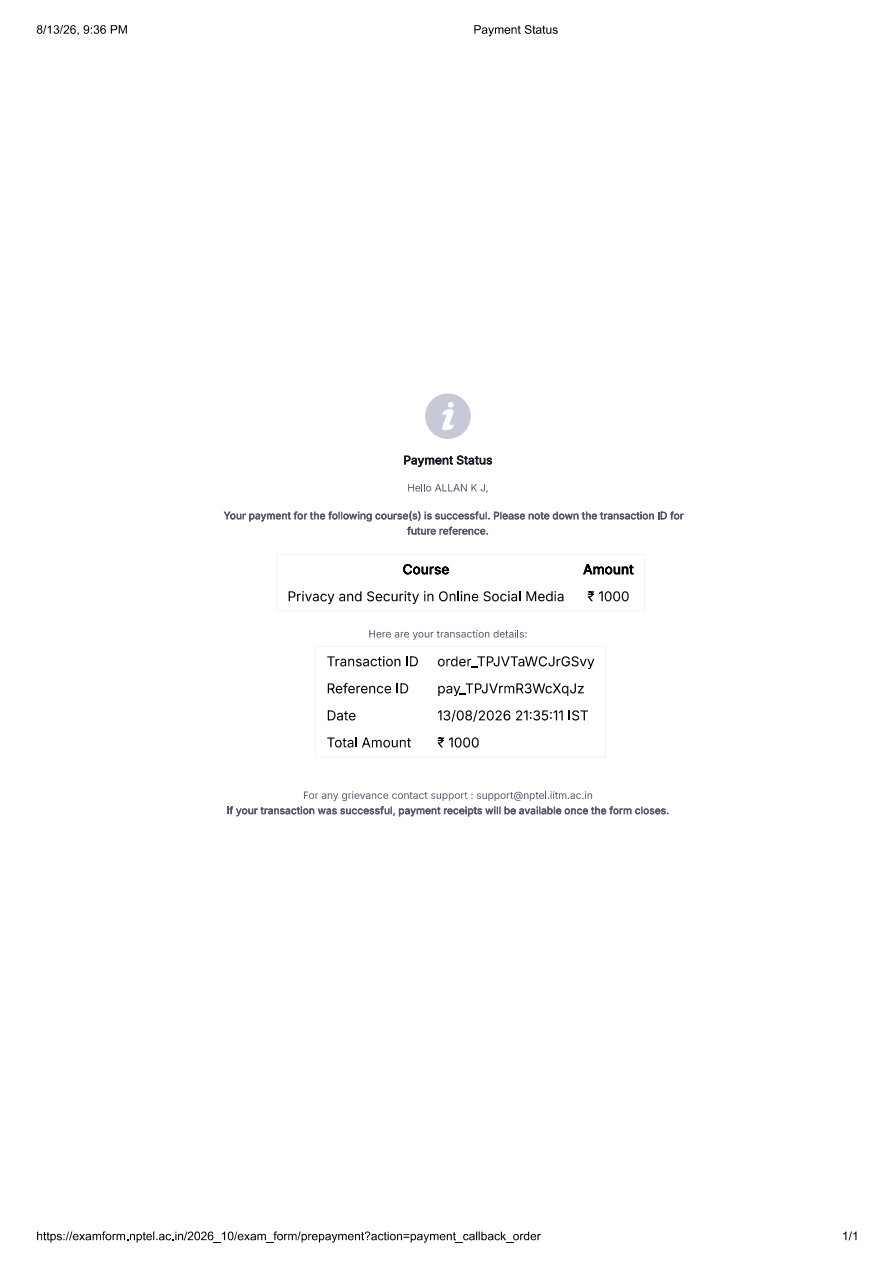 8/13/26, 9:36 PM Payment Status
i
Payment Status
Hello ALLAN K J,
Your payment for the following course(s) is successful. Please note down the transaction ID for
future reference.
Course Amount
Privacy and Security in Online Social Media ₹ 1000
Here are your transaction details:
Transaction ID order_TPJVTaWCJrGSvy
Reference ID pay_TPJVrmR3WcXqJz
Date 13/08/2026 21:35:11 IST
Total Amount ₹ 1000
For any grievance contact support : support@nptel.iitm.ac.in
If your transaction was successful, payment receipts will be available once the form closes.
https://examform.nptel.ac.in/2026_10/exam_form/prepayment?action=payment_callback_order 1/1